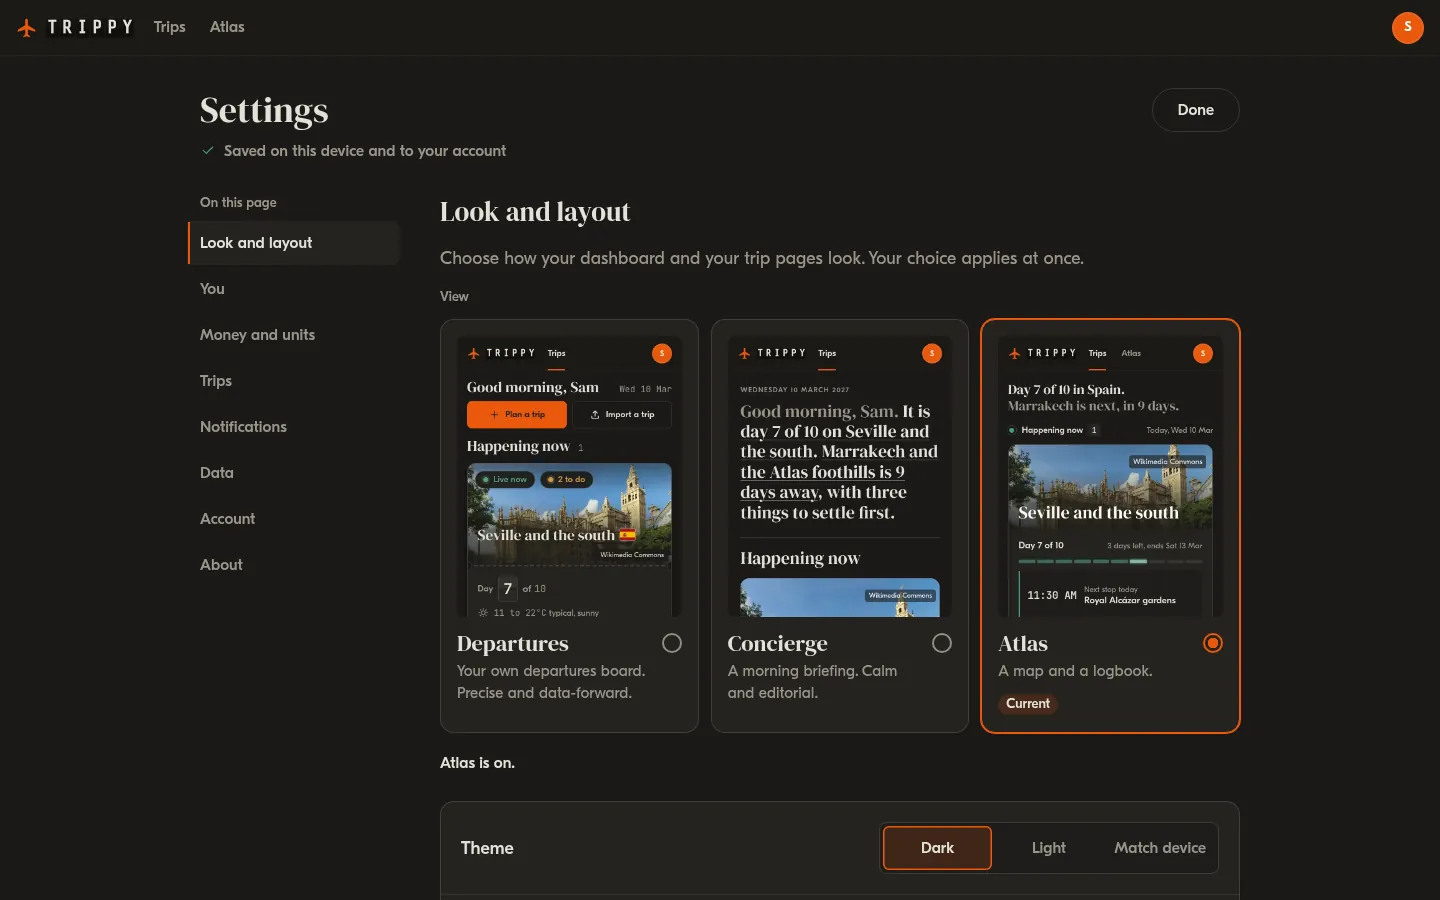 TRIPPY Trips Atlas S
Settings
Done
Saved on this device and to your account
On this page
Look and layout
You
Money and units
Trips
Notifications
Data
Account
About
Look and layout
Choose how your dashboard and your trip pages look. Your choice applies at once.
View
TRIPPY Trips S
Good morning, Sam Wed 10 Mar
Plan a trip Import a trip
Happening now 1
Live now 2 to do
Seville and the south
Wikimedia Commons
Day 7 of 10
11 to 22°C typical, sunny
Departures
Your own departures board.
Precise and data-forward.
TRIPPY Trips S
WEDNESDAY 10 MARCH 2027
Good morning, Sam. It is
day 7 of 10 on Seville and
the south. Marrakech and
the Atlas foothills is 9
days away, with three
things to settle first.
Happening now
Wikimedia Commons
Concierge
A morning briefing. Calm
and editorial.
TRIPPY Trips Atlas S
Day 7 of 10 in Spain.
Marrakech is next, in 9 days.
Happening now 1 Today, Wed 10 Mar
Wikimedia Commons
Seville and the south
Day 7 of 10 3 days left, ends Sat 13 Mar
11:30 AM Next stop today
Royal Alcázar gardens
Atlas
A map and a logbook.
Current
Atlas is on.
Theme
Dark Light Match device